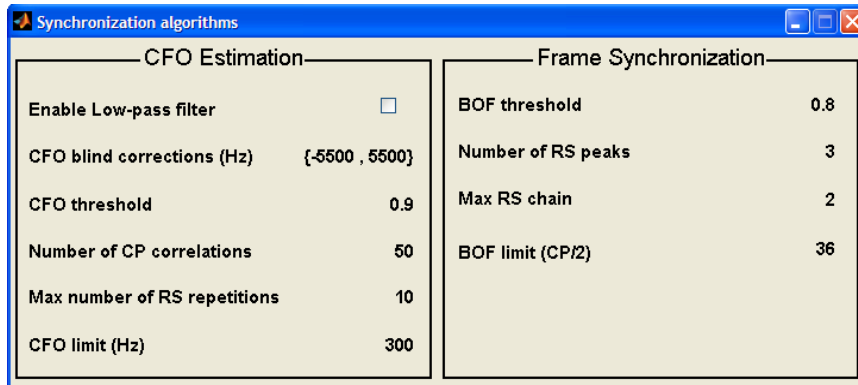 Synchronization algorithms
CFO Estimation
Enable Low-pass filter
CFO blind corrections (Hz) {-5500 , 5500}
CFO threshold 0.9
Number of CP correlations 50
Max number of RS repetitions 10
CFO limit (Hz) 300
Frame Synchronization
BOF threshold 0.8
Number of RS peaks 3
Max RS chain 2
BOF limit (CP/2) 36